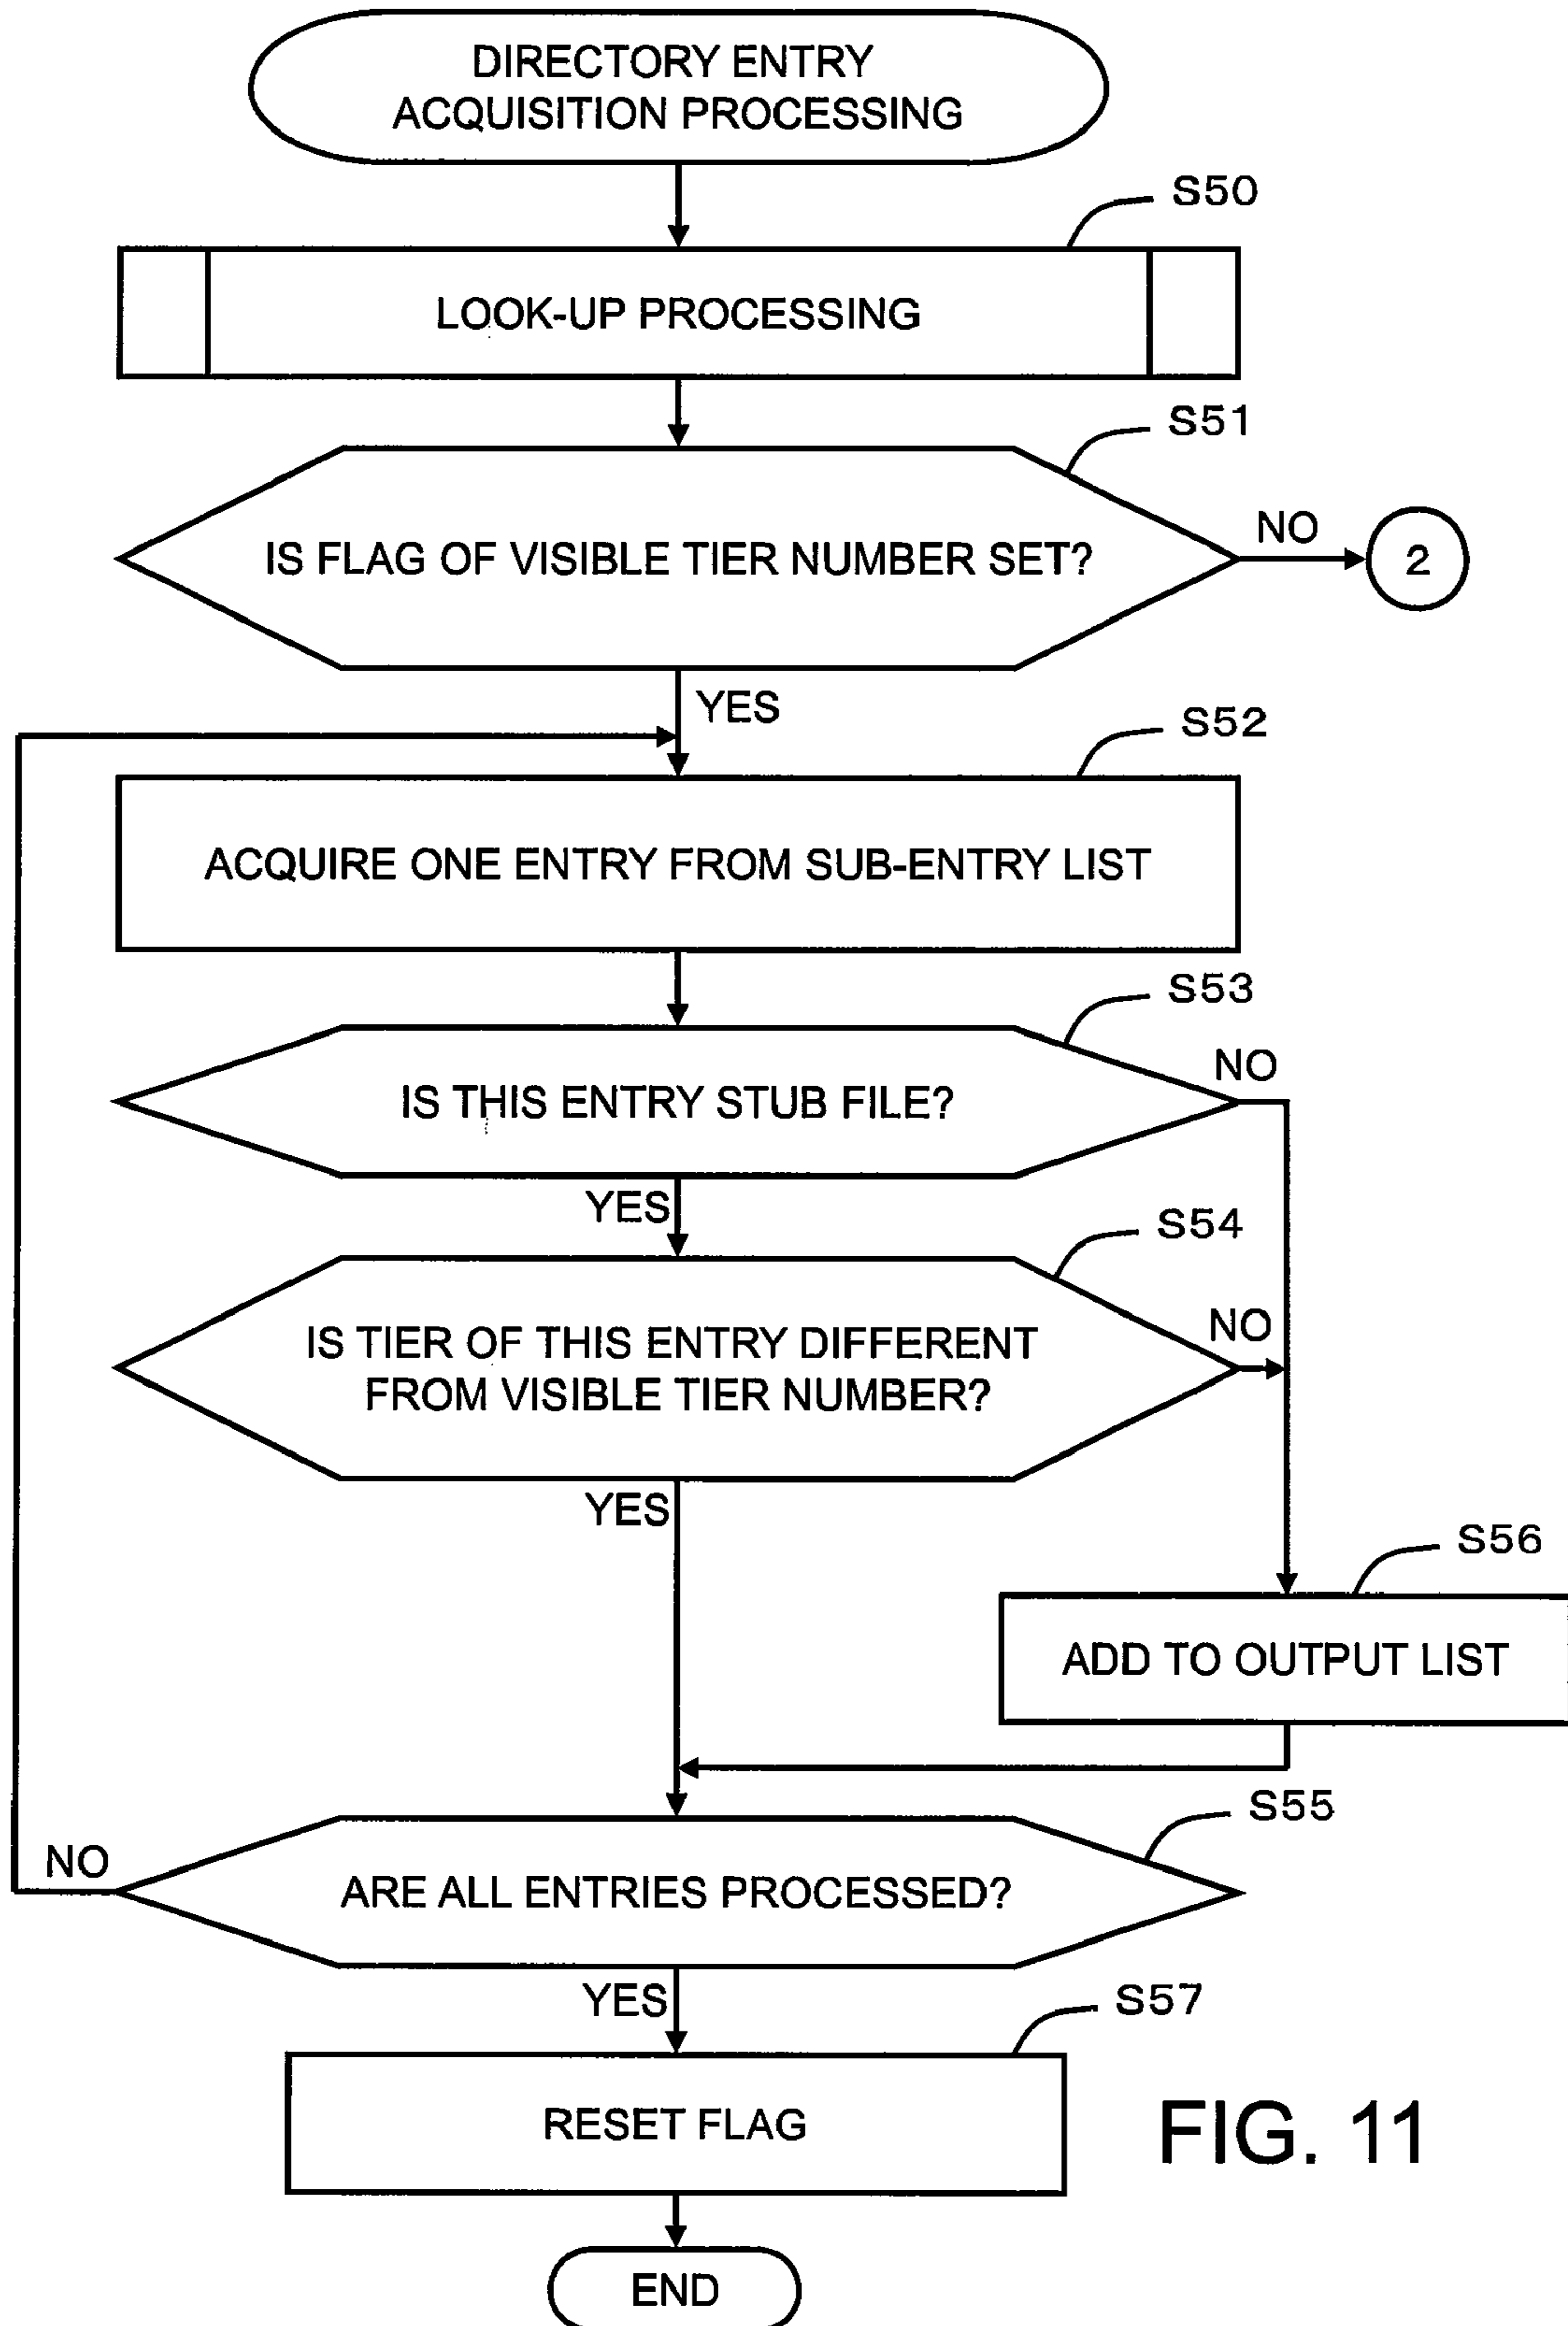 DIRECTORY ENTRY
ACQUISITION PROCESSING
S50
LOOK-UP PROCESSING
S51
IS FLAG OF VISIBLE TIER NUMBER SET?
NO
2
YES
S52
ACQUIRE ONE ENTRY FROM SUB-ENTRY LIST
S53
IS THIS ENTRY STUB FILE?
NO
YES
S54
IS TIER OF THIS ENTRY DIFFERENT
FROM VISIBLE TIER NUMBER?
NO
YES
S56
ADD TO OUTPUT LIST
S55
ARE ALL ENTRIES PROCESSED?
NO
YES
S57
RESET FLAG
FIG. 11
END